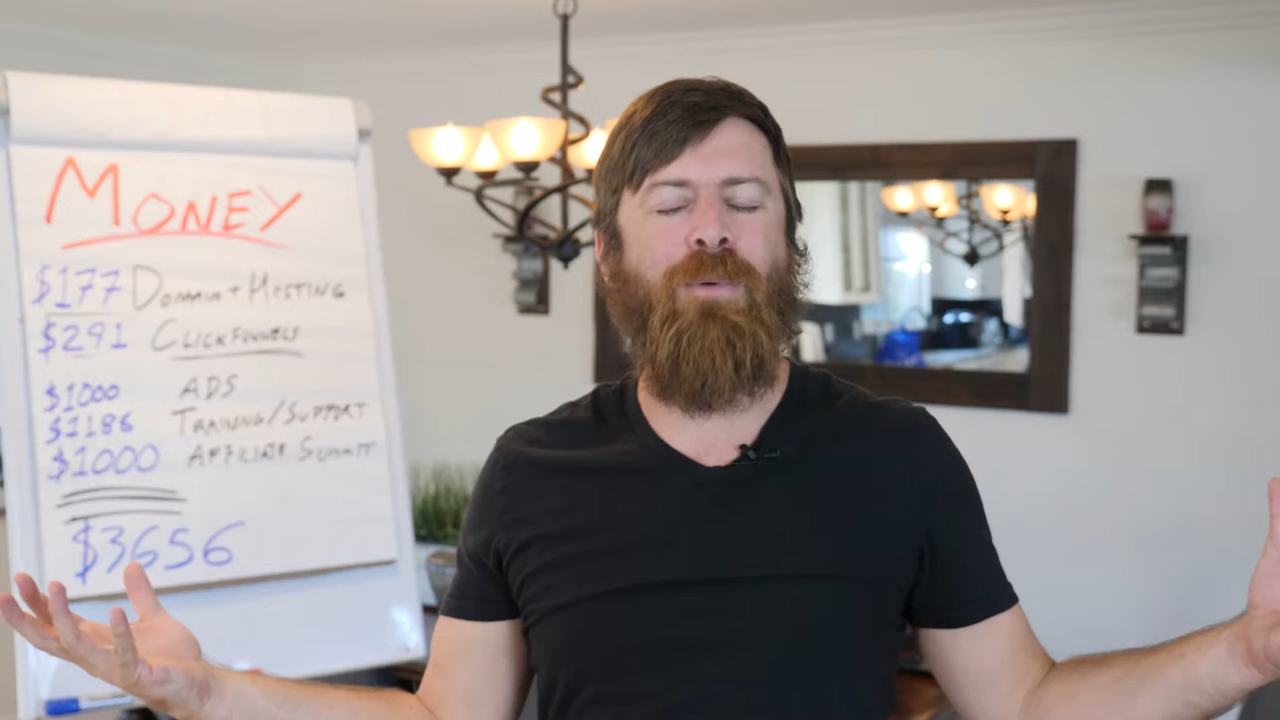 MONEY
$177 DOMAIN + HOSTING
$291 CLICKFUNNELS
$1000 ADS
$1186 TRAINING/SUPPORT
$1000 AFFILIATE SUMMIT
$3656